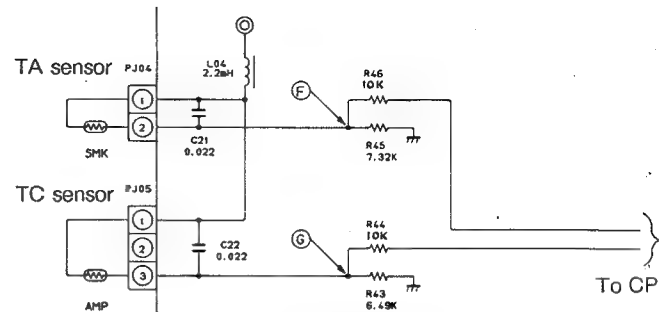 L04
2.2mH
TA sensor PJ04
1
2
SMK
C21
0.022
F
R46
10K
R45
7.32K
TC sensor PJ05
1
2
3
AMP
C22
0.022
G
R44
10K
R43
6.49K
To CP